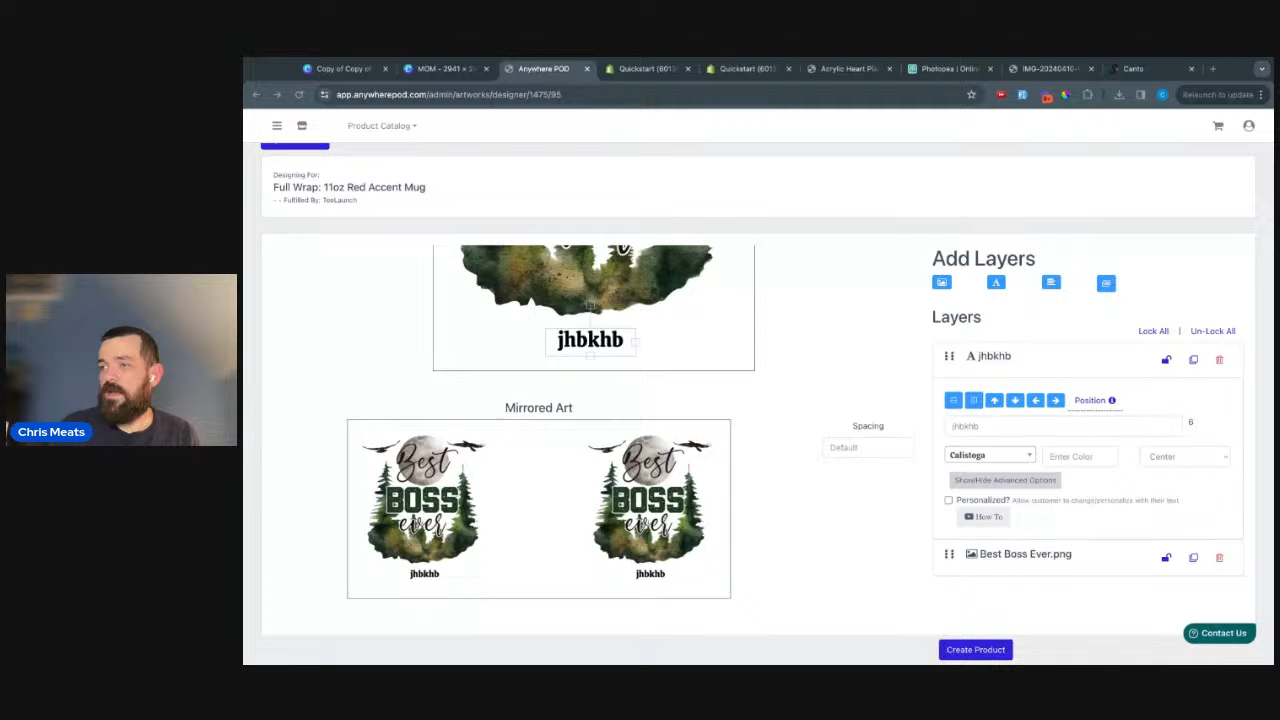 Copy of Copy of
MOM - 2941 × 2
Anywhere POD
Quickstart (601
Quickstart (601
Acrylic Heart Pla
Photopea | Onlin
IMG-20240410-
Canto
app.anywherepod.com/admin/artworks/designer/1475/95
Relaunch to update
Product Catalog
Designing For:
Full Wrap: 11oz Red Accent Mug
- - Fulfilled By: TeeLaunch
Add Layers
Layers
Lock All | Un-Lock All
jhbkhb
A jhbkhb
Position
jhbkhb
6
Mirrored Art
Spacing
Default
Calistoga
Enter Color
Center
Show/Hide Advanced Options
Personalized? Allow customer to change/personalize with their text
How To
Best
BOSS
ever
jhbkhb
Best
BOSS
ever
jhbkhb
Best Boss Ever.png
Contact Us
Create Product
Chris Meats